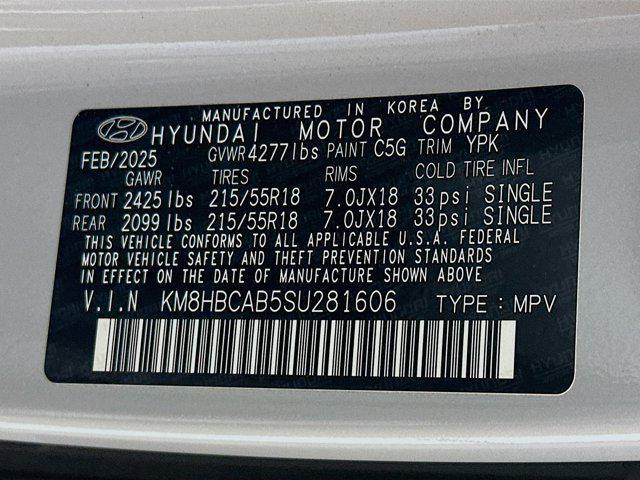 MANUFACTURED IN KOREA BY
HYUNDAI MOTOR COMPANY
FEB/2025 GVWR 4277lbs PAINT C5G TRIM YPK
GAWR TIRES RIMS COLD TIRE INFL
FRONT 2425 lbs 215/55R18 7.0JX18 33psi SINGLE
REAR 2099 lbs 215/55R18 7.0JX18 33psi SINGLE
THIS VEHICLE CONFORMS TO ALL APPLICABLE U.S.A. FEDERAL
MOTOR VEHICLE SAFETY AND THEFT PREVENTION STANDARDS
IN EFFECT ON THE DATE OF MANUFACTURE SHOWN ABOVE.
V.I.N KM8HBCAB5SU281606 TYPE : MPV